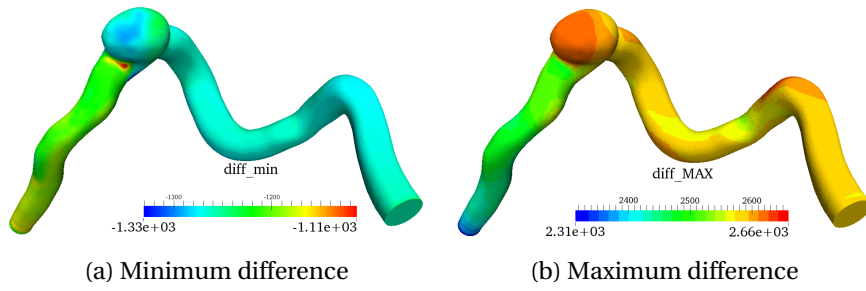 diff_min
-1300 -1200
-1.33e+03 -1.11e+03
(a) Minimum difference
diff_MAX
2400 2500 2600
2.31e+03 2.66e+03
(b) Maximum difference